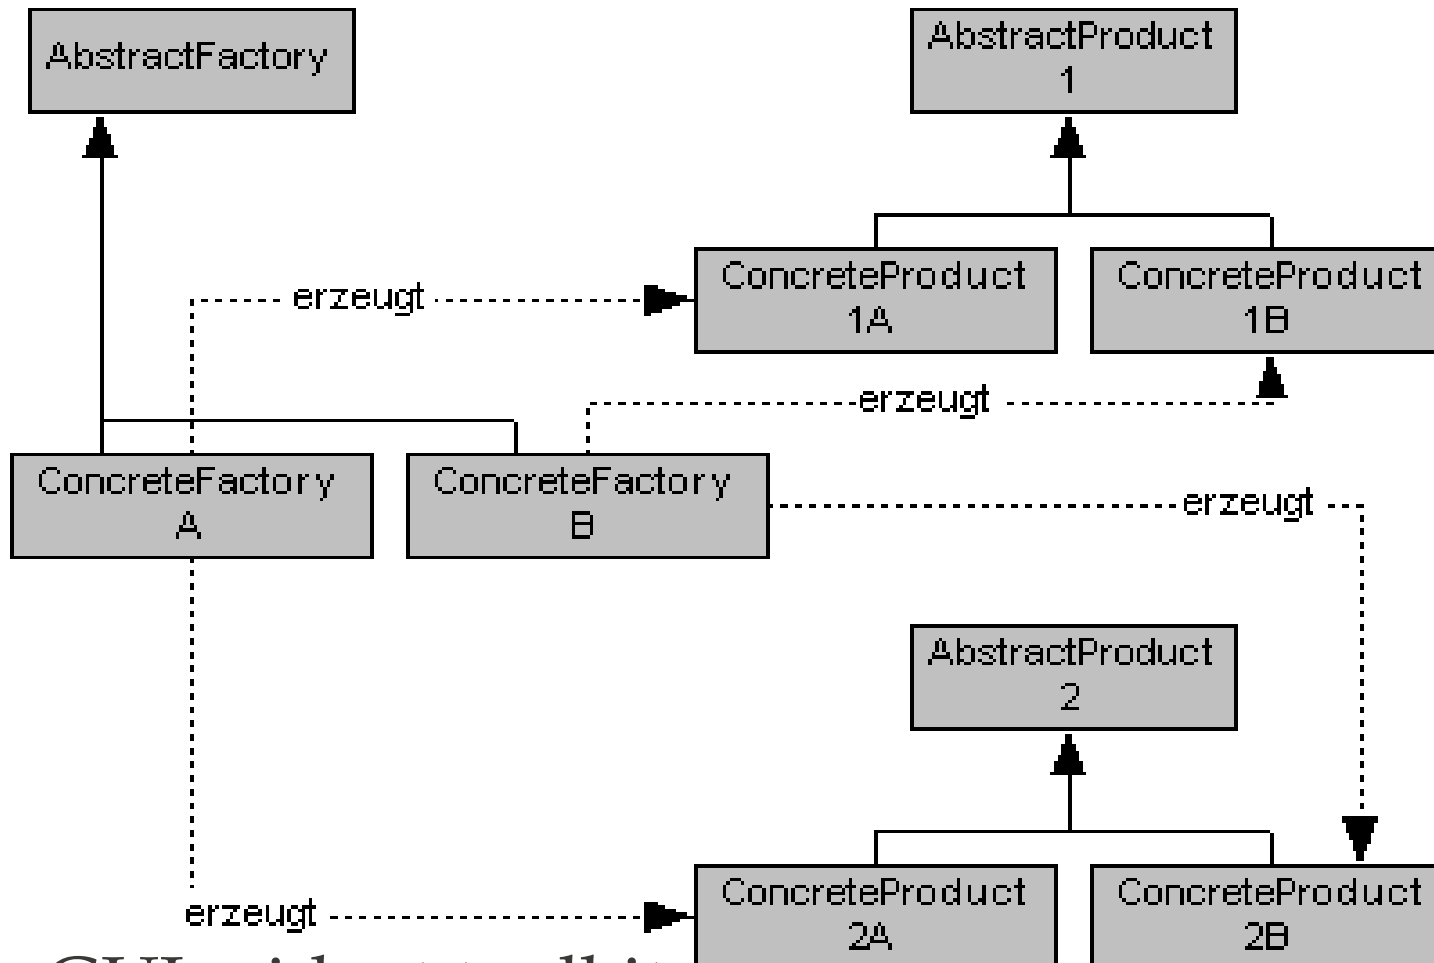 AbstractFactory
AbstractProduct
1
ConcreteProduct
1A
ConcreteProduct
1B
erzeugt
erzeugt
ConcreteFactory
A
ConcreteFactory
B
erzeugt
AbstractProduct
2
ConcreteProduct
2A
ConcreteProduct
2B
erzeugt